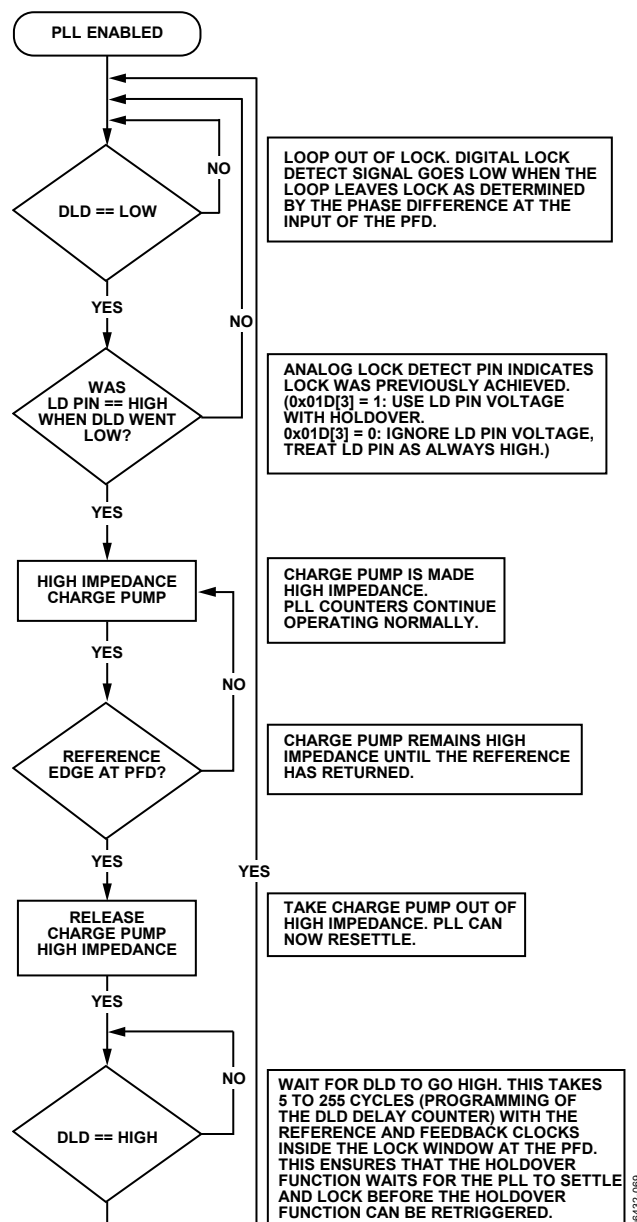 PLL ENABLED
NO
DLD == LOW
LOOP OUT OF LOCK. DIGITAL LOCK
DETECT SIGNAL GOES LOW WHEN THE
LOOP LEAVES LOCK AS DETERMINED
BY THE PHASE DIFFERENCE AT THE
INPUT OF THE PFD.
YES
NO
WAS
LD PIN == HIGH
WHEN DLD WENT
LOW?
ANALOG LOCK DETECT PIN INDICATES
LOCK WAS PREVIOUSLY ACHIEVED.
(0x01D[3] = 1: USE LD PIN VOLTAGE
WITH HOLDOVER.
0x01D[3] = 0: IGNORE LD PIN VOLTAGE,
TREAT LD PIN AS ALWAYS HIGH.)
YES
HIGH IMPEDANCE
CHARGE PUMP
CHARGE PUMP IS MADE
HIGH IMPEDANCE.
PLL COUNTERS CONTINUE
OPERATING NORMALLY.
YES
NO
REFERENCE
EDGE AT PFD?
CHARGE PUMP REMAINS HIGH
IMPEDANCE UNTIL THE REFERENCE
HAS RETURNED.
YES
YES
RELEASE
CHARGE PUMP
HIGH IMPEDANCE
TAKE CHARGE PUMP OUT OF
HIGH IMPEDANCE. PLL CAN
NOW RESETTLE.
YES
NO
DLD == HIGH
WAIT FOR DLD TO GO HIGH. THIS TAKES
5 TO 255 CYCLES (PROGRAMMING OF
THE DLD DELAY COUNTER) WITH THE
REFERENCE AND FEEDBACK CLOCKS
INSIDE THE LOCK WINDOW AT THE PFD.
THIS ENSURES THAT THE HOLDOVER
FUNCTION WAITS FOR THE PLL TO SETTLE
AND LOCK BEFORE THE HOLDOVER
FUNCTION CAN BE RETRIGGERED.